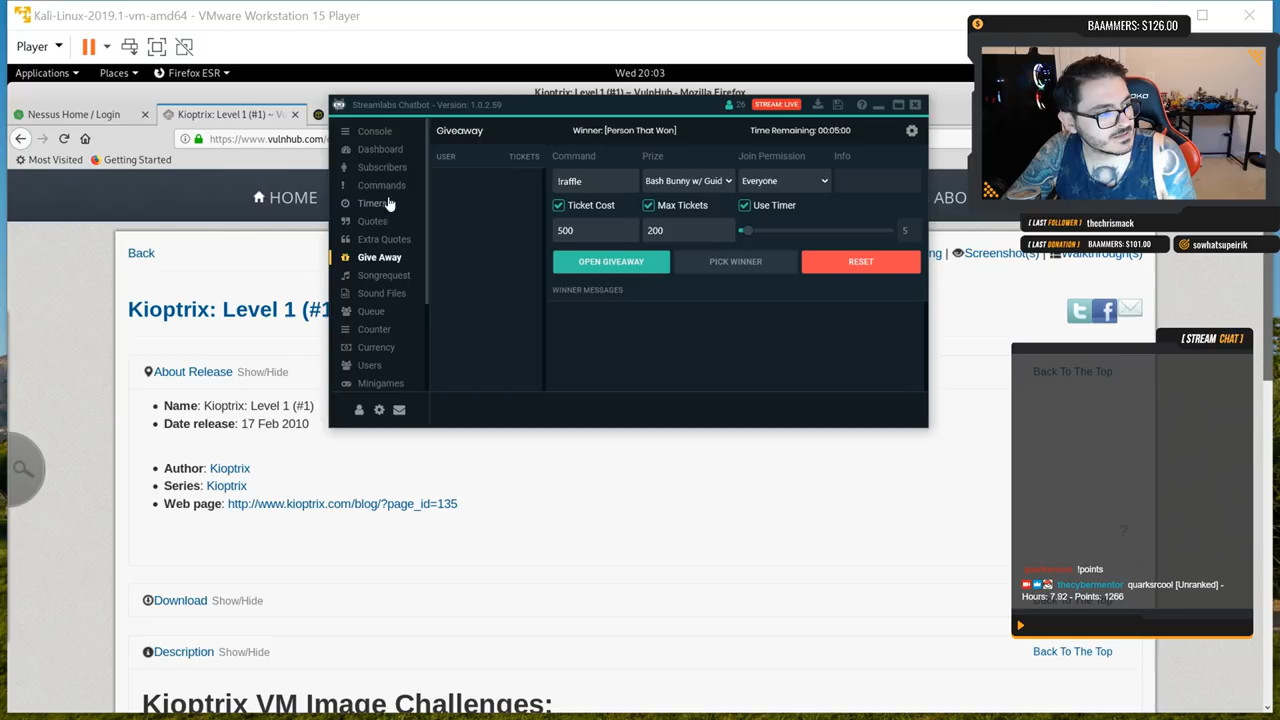 Kali-Linux-2019.1-vm-amd64 - VMware Workstation 15 Player
Player
Applications
Places
Firefox ESR
Wed 20:03
Kioptrix: Level 1 (#1) ~ VulnHub - Mozilla Firefox
Nessus Home / Login
Kioptrix: Level 1 (#1) ~
https://www.vulnhub.com/
Most Visited
Getting Started
HOME
ABO
Back
Screenshot(s)
Walkthrough(s)
Kioptrix: Level 1 (#1
About Release Show/Hide
Back To The Top
Name: Kioptrix: Level 1 (#1)
Date release: 17 Feb 2010
Author: Kioptrix
Series: Kioptrix
Web page: http://www.kioptrix.com/blog/?page_id=135
?
Download Show/Hide
Description Show/Hide
Back To The Top
Kioptrix VM Image Challenges:
Streamlabs Chatbot - Version: 1.0.2.59
26
STREAM: LIVE
Console
Dashboard
Subscribers
Commands
Timers
Quotes
Extra Quotes
Give Away
Songrequest
Sound Files
Queue
Counter
Currency
Users
Minigames
Giveaway
Winner: [Person That Won]
Time Remaining: 00:05:00
USER
TICKETS
Command
Prize
Join Permission
Info
!raffle
Bash Bunny w/ Guid
Everyone
Ticket Cost
Max Tickets
Use Timer
500
200
5
OPEN GIVEAWAY
PICK WINNER
RESET
WINNER MESSAGES
BAAMMERS: $126.00
[ LAST FOLLOWER ] thechrismack
[ LAST DONATION ] BAAMMERS: $101.00
sowhatsupeirik
[ STREAM CHAT ]
!points
thecybermentor quarksrcool [Unranked] -
Hours: 7.92 - Points: 1266